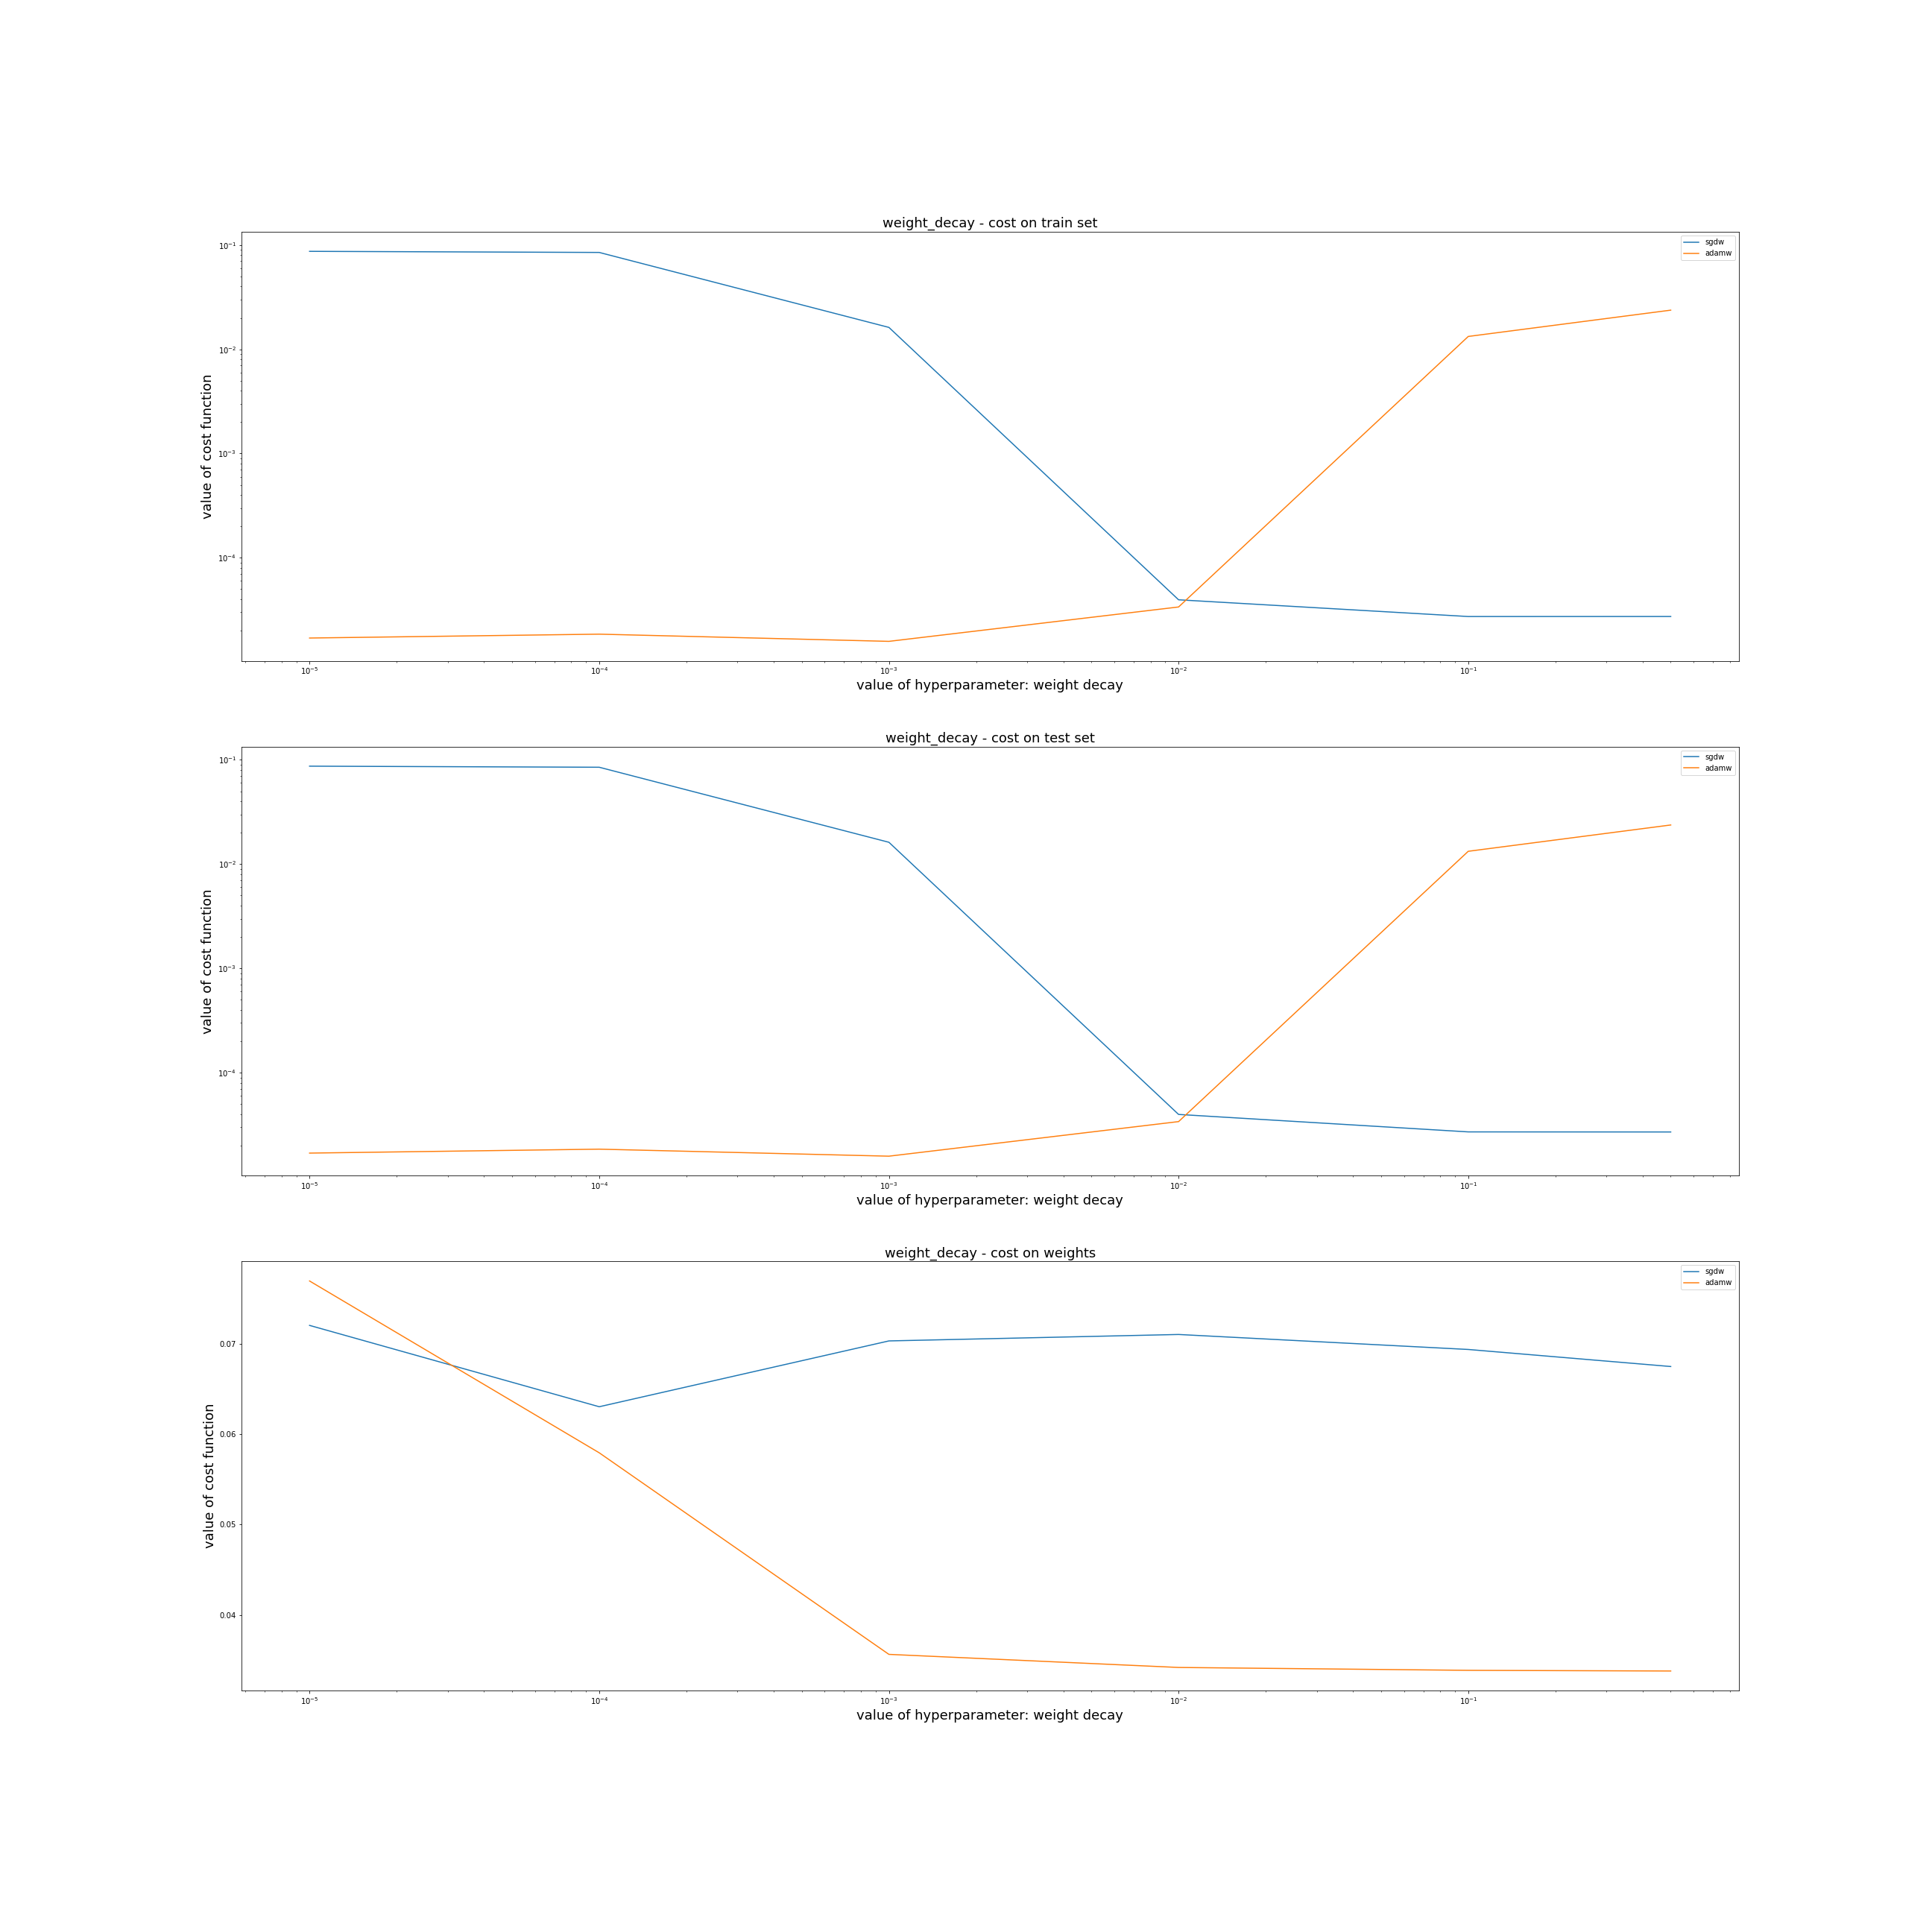 weight_decay - cost on train set
sgdw
adamw
value of cost function
10⁻¹
10⁻²
10⁻³
10⁻⁴
10⁻⁵ 10⁻⁴ 10⁻³ 10⁻² 10⁻¹
value of hyperparameter: weight decay
weight_decay - cost on test set
sgdw
adamw
value of cost function
10⁻¹
10⁻²
10⁻³
10⁻⁴
10⁻⁵ 10⁻⁴ 10⁻³ 10⁻² 10⁻¹
value of hyperparameter: weight decay
weight_decay - cost on weights
sgdw
adamw
value of cost function
0.07
0.06
0.05
0.04
10⁻⁵ 10⁻⁴ 10⁻³ 10⁻² 10⁻¹
value of hyperparameter: weight decay